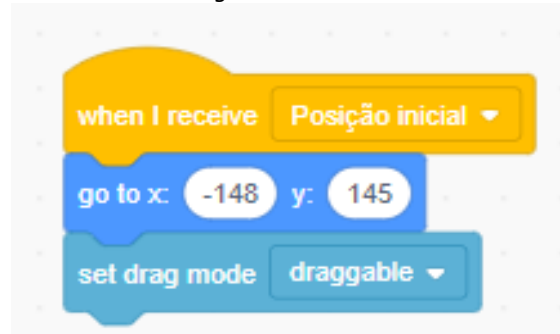 when I receive Posição inicial
go to x: -148 y: 145
set drag mode draggable